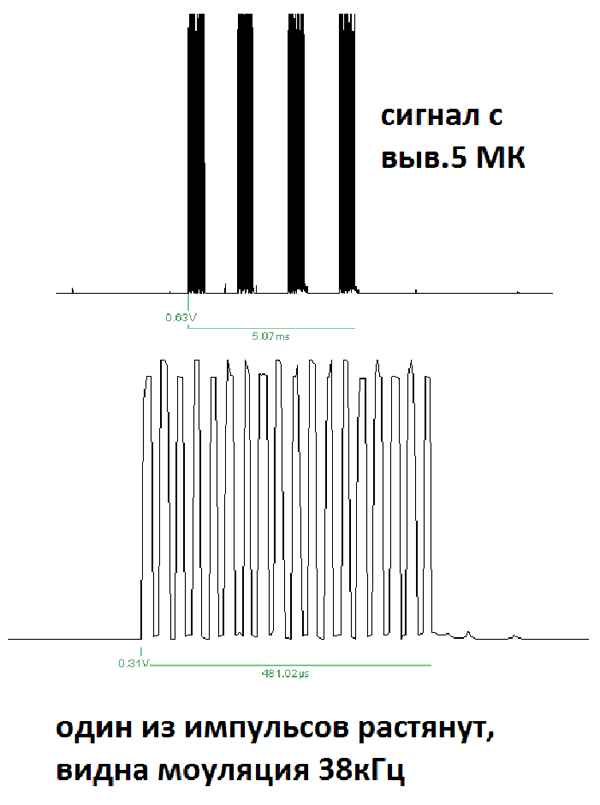 сигнал с
выв.5 МК
0.63V
5.07ms
0.31V
481.02µs
один из импульсов растянут,
видна моуляция 38кГц